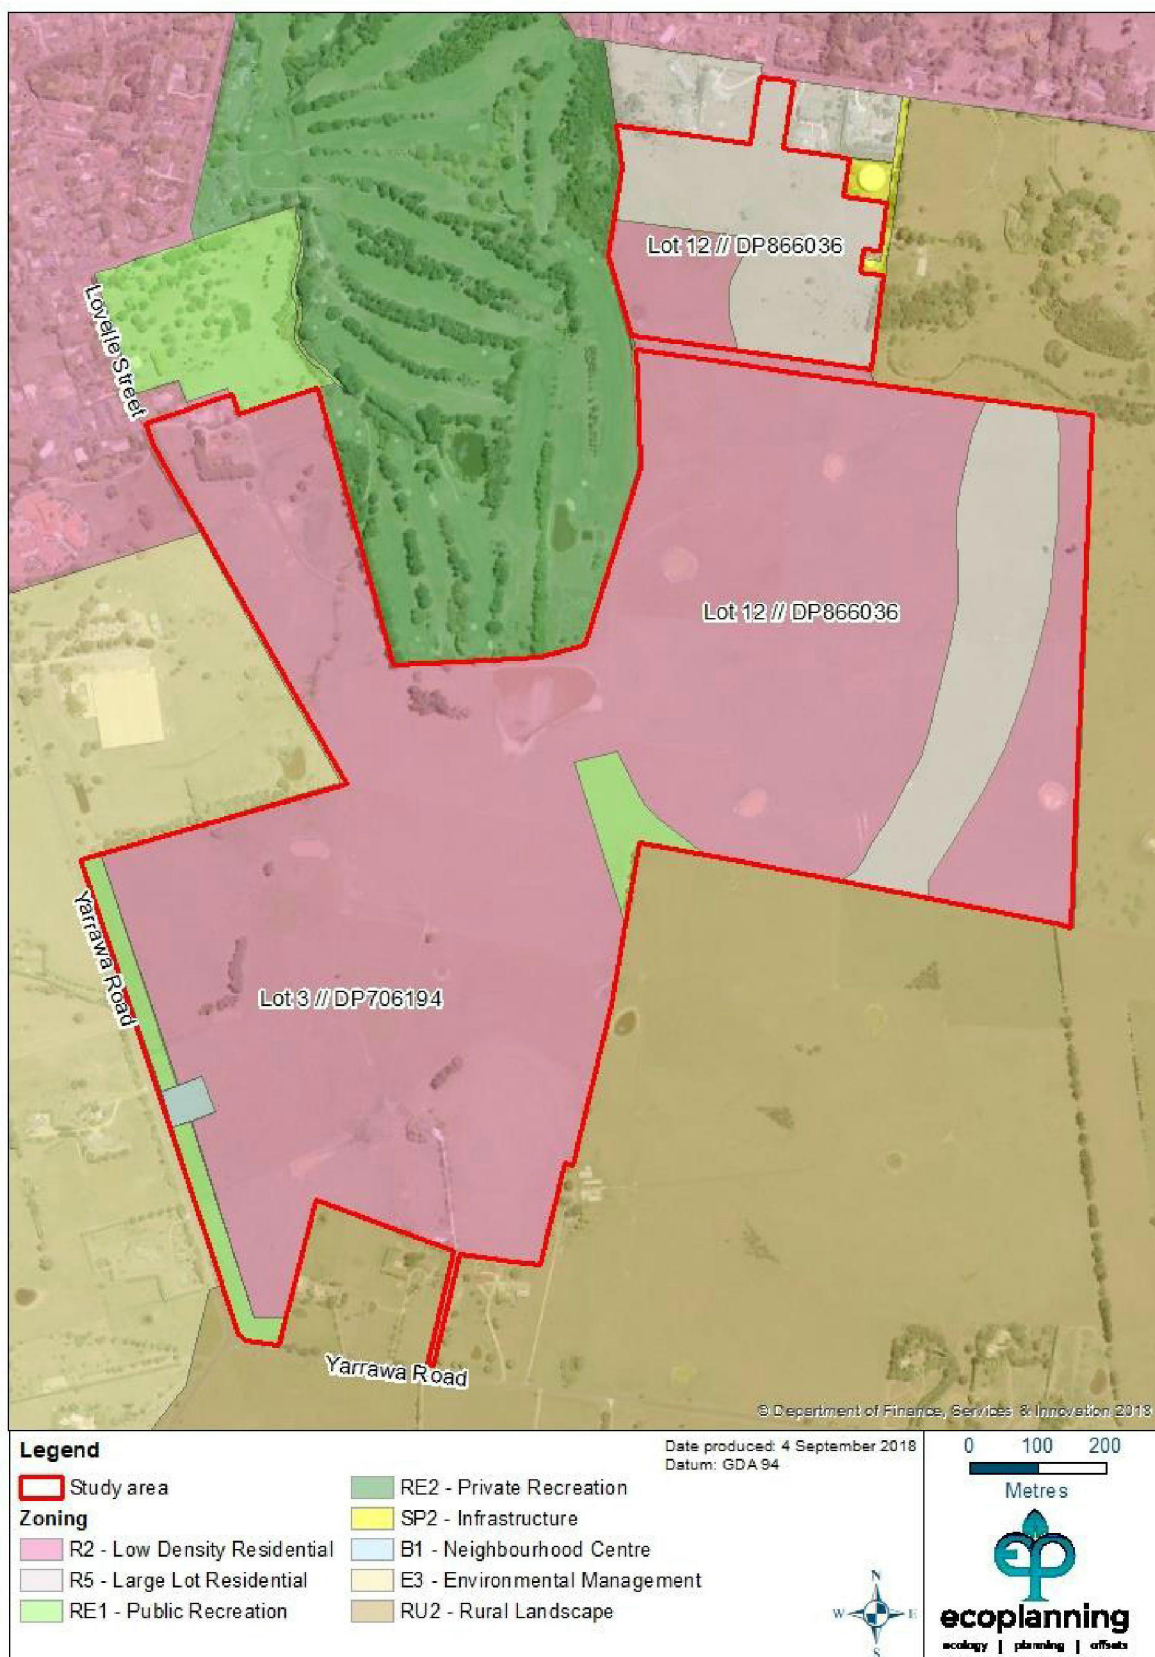 Lot 12 // DP866036
Lovelle Street
Lot 12 // DP866036
Yarrawa Road
Lot 3 // DP706194
Yarrawa Road
© Department of Finance, Services & Innovation 2018
Legend
Study area
Zoning
R2 - Low Density Residential
R5 - Large Lot Residential
RE1 - Public Recreation
RE2 - Private Recreation
SP2 - Infrastructure
B1 - Neighbourhood Centre
E3 - Environmental Management
RU2 - Rural Landscape
Date produced: 4 September 2018
Datum: GDA 94
N
W E
S
0 100 200
Metres
ep
ecoplanning
ecology | planning | offsets